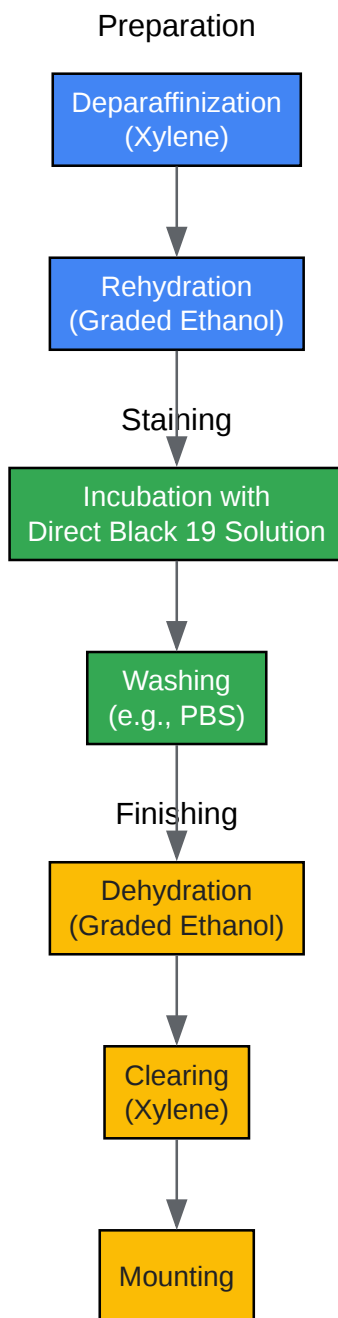 Preparation
Deparaffinization
(Xylene)
Rehydration
(Graded Ethanol)
Staining
Incubation with
Direct Black 19 Solution
Washing
(e.g., PBS)
Finishing
Dehydration
(Graded Ethanol)
Clearing
(Xylene)
Mounting